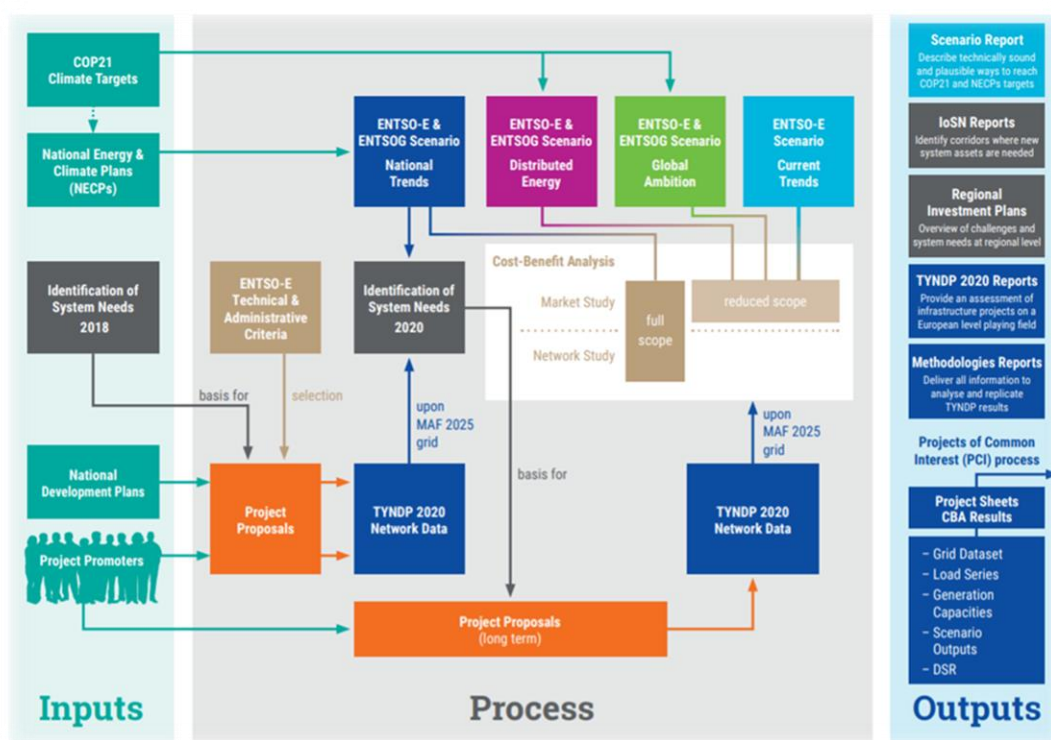 COP21
Climate Targets
National Energy &
Climate Plans
(NECPs)
Identification of
System Needs
2018
National
Development Plans
Project Promoters
Inputs
ENTSO-E &
ENTSOG Scenario
National
Trends
ENTSO-E &
ENTSOG Scenario
Distributed
Energy
ENTSO-E &
ENTSOG Scenario
Global
Ambition
ENTSO-E
Scenario
Current
Trends
ENTSO-E
Technical &
Administrative
Criteria
Identification of
System Needs
2020
Cost-Benefit Analysis
Market Study
Network Study
full
scope
reduced scope
basis for
selection
upon
MAF 2025
grid
basis for
upon
MAF 2025
grid
Project
Proposals
TYNDP 2020
Network Data
TYNDP 2020
Network Data
Project Proposals
(long term)
Process
Scenario Report
Describe technically sound
and plausible ways to reach
COP21 and NECPs targets
IoSN Reports
Identify corridors where new
system assets are needed
Regional
Investment Plans
Overview of challenges and
system needs at regional level
TYNDP 2020 Reports
Provide an assessment of
infrastructure projects on a
European level playing field
Methodologies Reports
Deliver all information to
analyse and replicate
TYNDP results
Projects of Common
Interest (PCI) process
Project Sheets
CBA Results
– Grid Dataset
– Load Series
– Generation
Capacities
– Scenario
Outputs
– DSR
Outputs